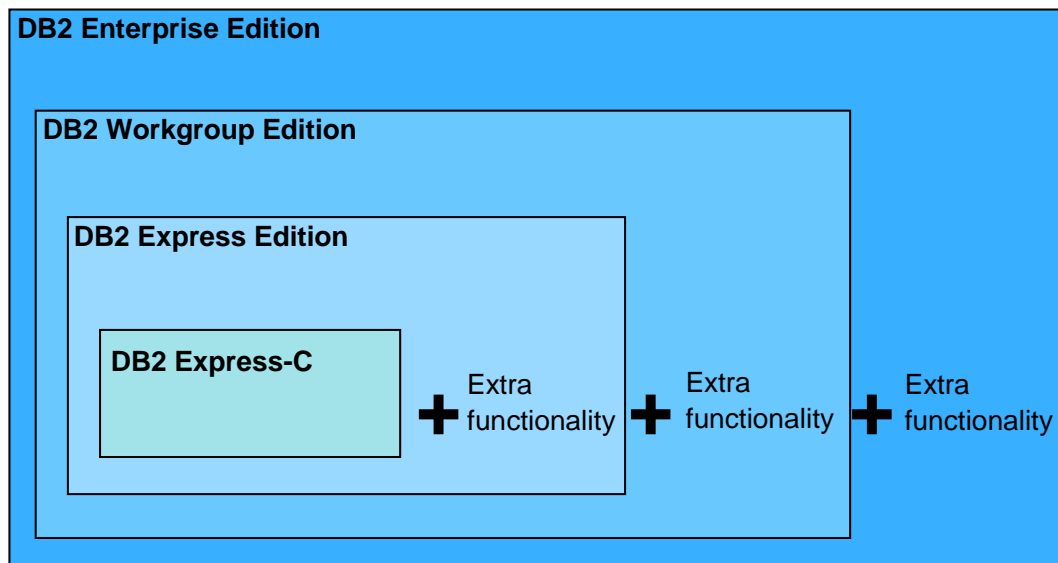 DB2 Enterprise Edition
DB2 Workgroup Edition
DB2 Express Edition
DB2 Express-C
Extra
functionality
Extra
functionality
Extra
functionality